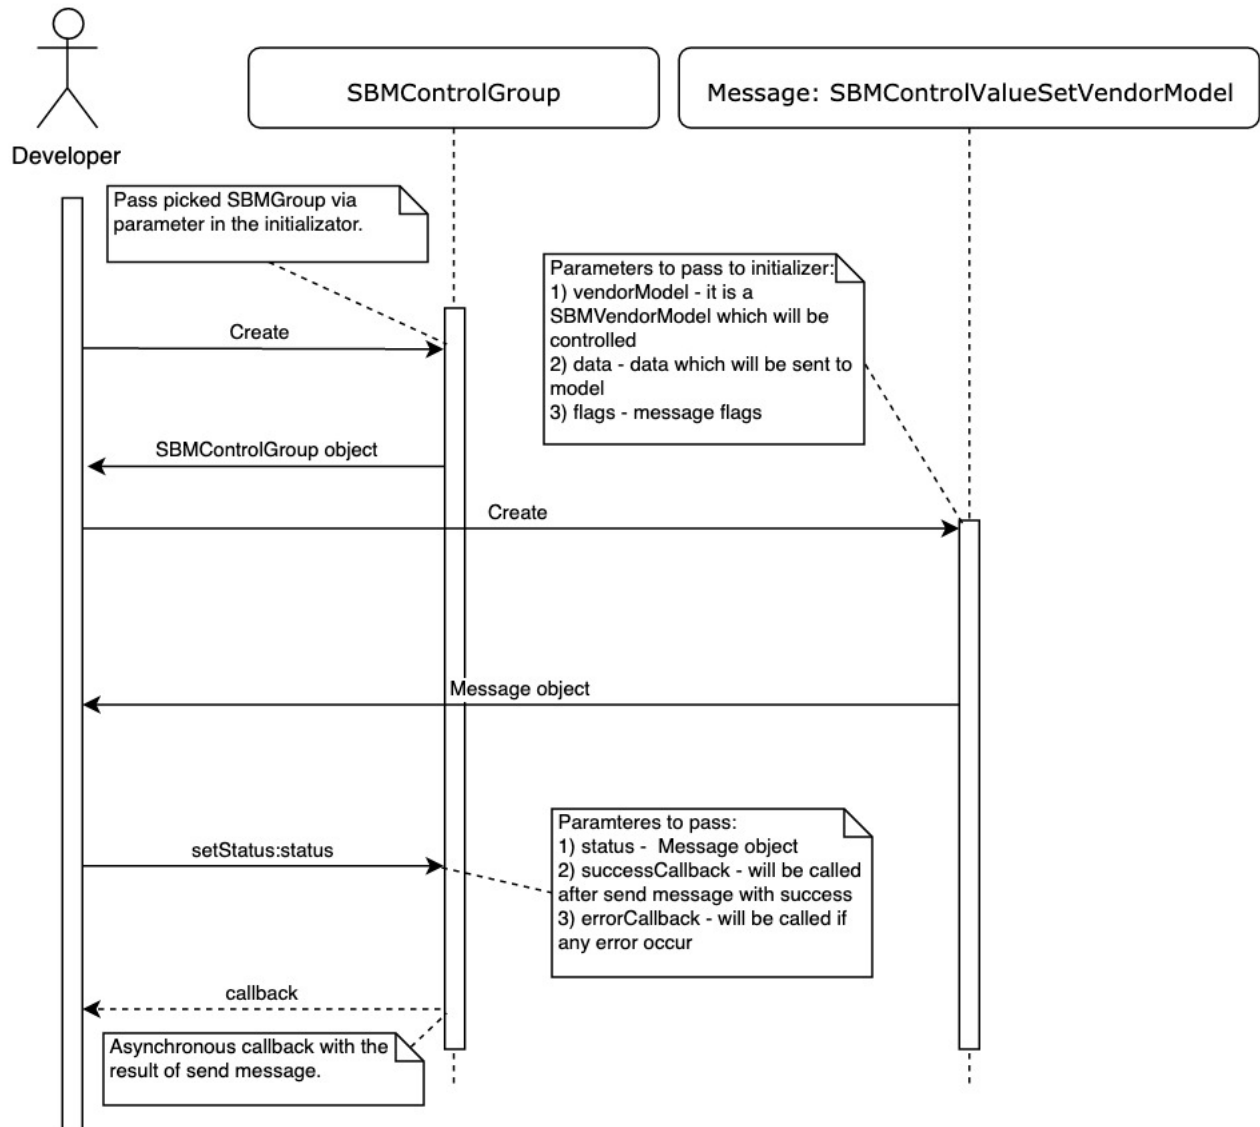 SBMControlGroup
Message: SBMControlValueSetVendorModel
Developer
Pass picked SBMGroup via
parameter in the initializator.
Parameters to pass to initializer:
1) vendorModel - it is a
SBMVendorModel which will be
controlled
2) data - data which will be sent to
model
3) flags - message flags
Create
SBMControlGroup object
Create
Message object
setStatus:status
Paramteres to pass:
1) status -  Message object
2) successCallback - will be called
after send message with success
3) errorCallback - will be called if
any error occur
callback
Asynchronous callback with the
result of send message.